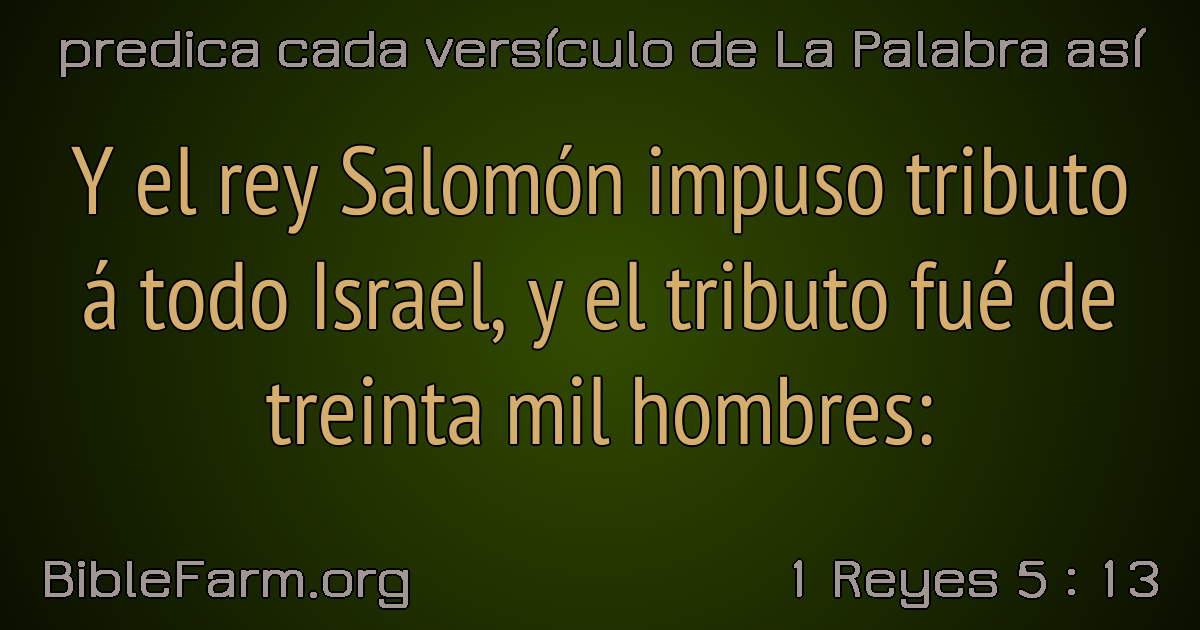 predica cada versículo de La Palabra así
Y el rey Salomón impuso tributo
á todo Israel, y el tributo fué de
treinta mil hombres:
BibleFarm.org
1 Reyes 5 : 13